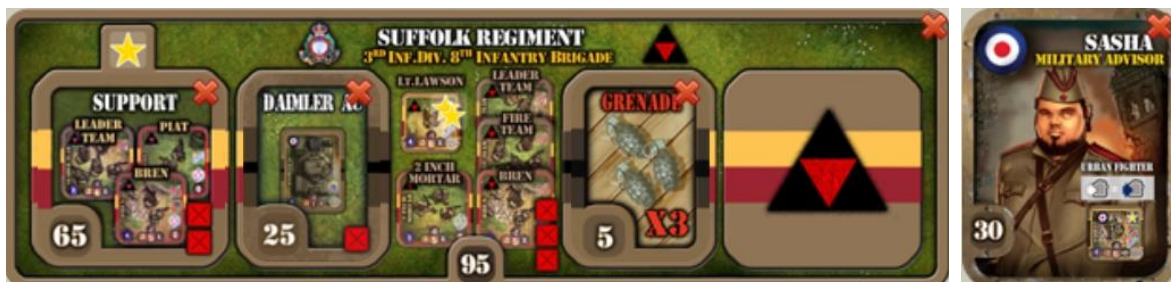 SUFFOLK REGIMENT
3RD INF.DIV. 8TH INFANTRY BRIGADE
SUPPORT
LEADER TEAM
PIAT
BREN
65
DAIMLER AC
25
LT.LAWSON
LEADER TEAM
FIRE TEAM
2 INCH MORTAR
BREN
95
GRENADE
X3
5
SASHA
MILITARY ADVISOR
URBAN FIGHTER
30